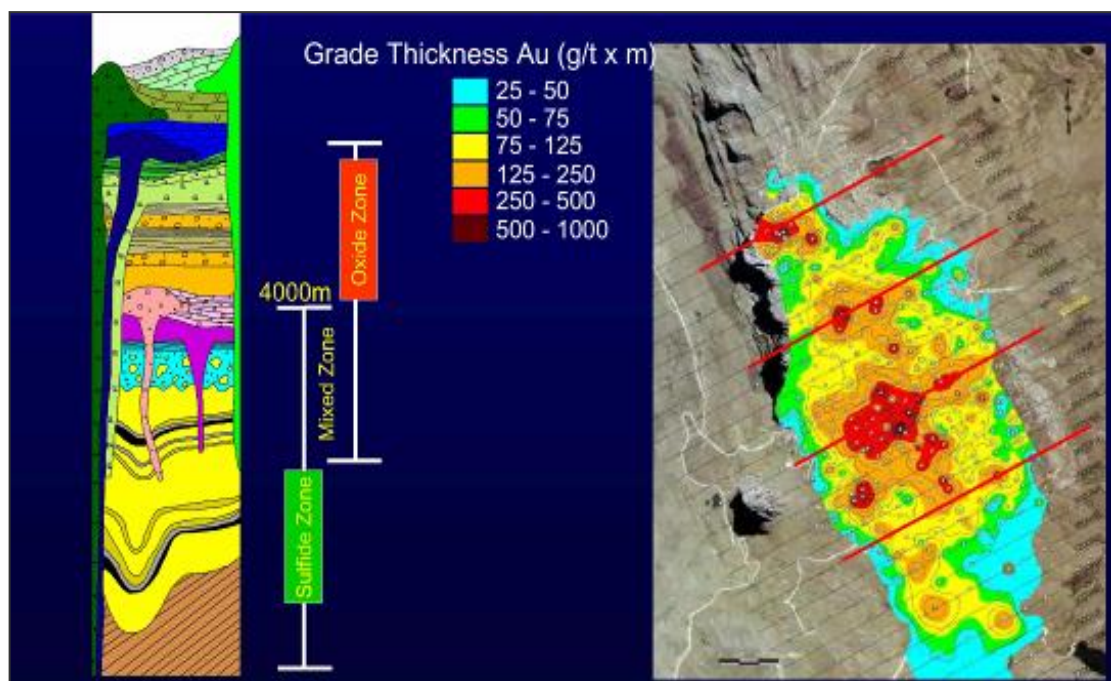 Grade Thickness Au (g/t x m)
25 - 50
50 - 75
75 - 125
125 - 250
250 - 500
500 - 1000
Oxide Zone
4000m
Mixed Zone
Sulfide Zone